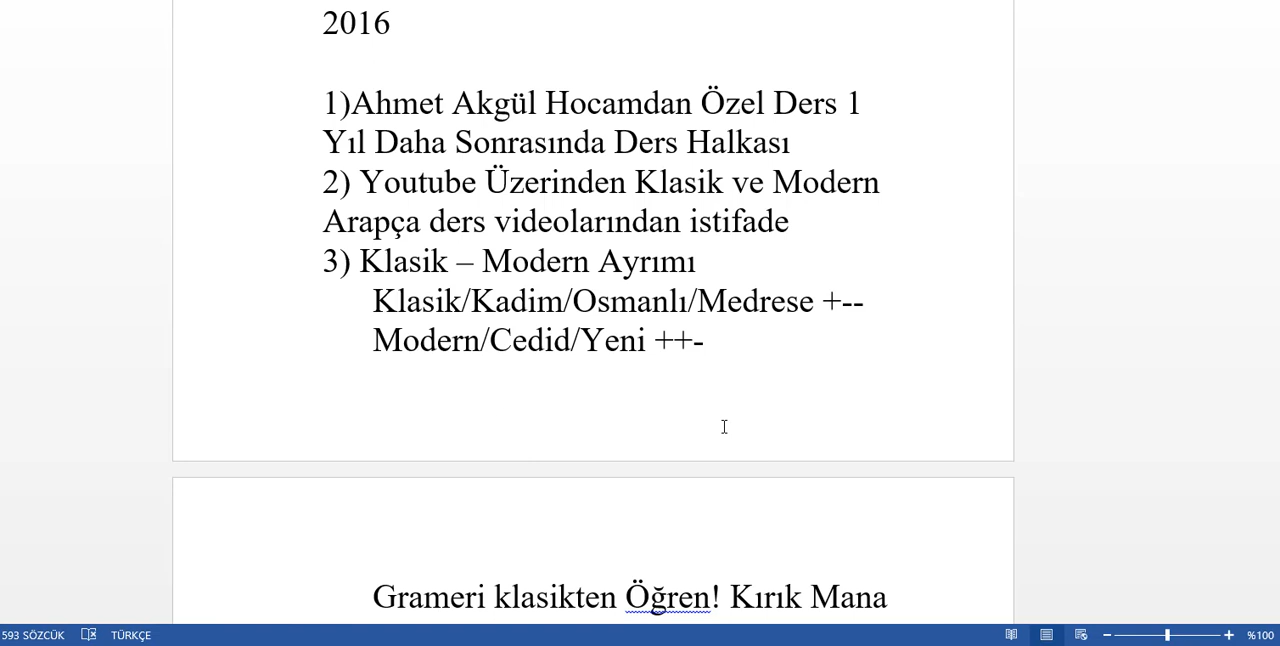 2016
1)Ahmet Akgül Hocamdan Özel Ders 1
Yıl Daha Sonrasında Ders Halkası
2) Youtube Üzerinden Klasik ve Modern
Arapça ders videolarından istifade
3) Klasik – Modern Ayrımı
Klasik/Kadim/Osmanlı/Medrese +--
Modern/Cedid/Yeni ++-
Grameri klasikten Öğren! Kırık Mana
593 SÖZCÜK TÜRKÇE %100